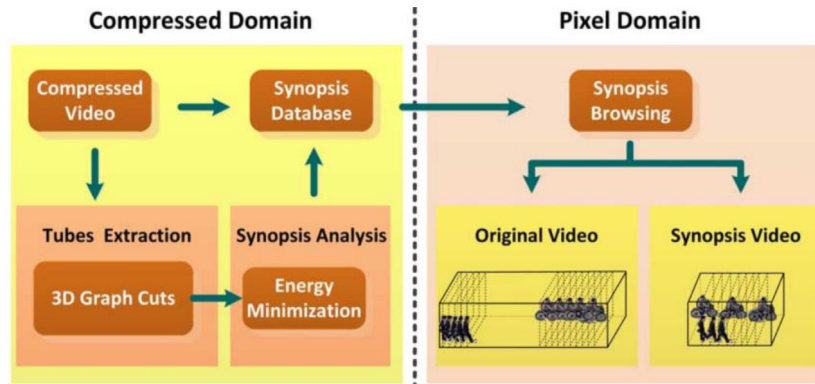 Compressed Domain
Pixel Domain
Compressed
Video
Synopsis
Database
Synopsis
Browsing
Tubes Extraction
Synopsis Analysis
3D Graph Cuts
Energy
Minimization
Original Video
Synopsis Video